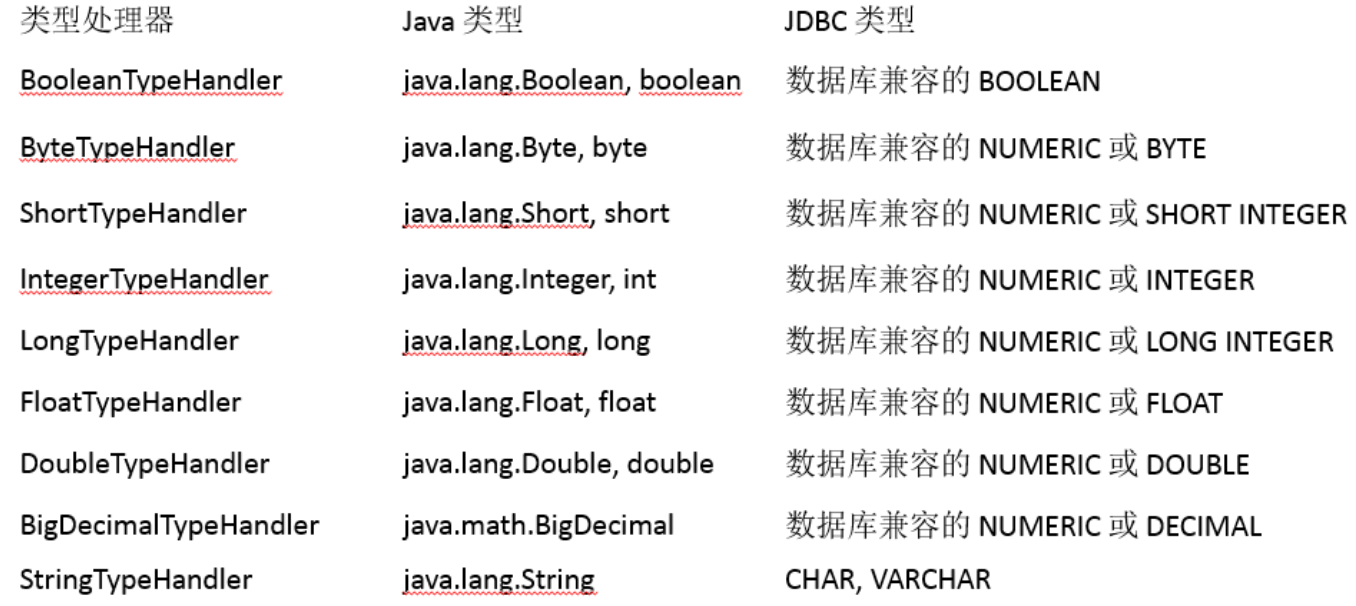 类型处理器 Java 类型 JDBC 类型
BooleanTypeHandler java.lang.Boolean, boolean 数据库兼容的 BOOLEAN
ByteTypeHandler java.lang.Byte, byte 数据库兼容的 NUMERIC 或 BYTE
ShortTypeHandler java.lang.Short, short 数据库兼容的 NUMERIC 或 SHORT INTEGER
IntegerTypeHandler java.lang.Integer, int 数据库兼容的 NUMERIC 或 INTEGER
LongTypeHandler java.lang.Long, long 数据库兼容的 NUMERIC 或 LONG INTEGER
FloatTypeHandler java.lang.Float, float 数据库兼容的 NUMERIC 或 FLOAT
DoubleTypeHandler java.lang.Double, double 数据库兼容的 NUMERIC 或 DOUBLE
BigDecimalTypeHandler java.math.BigDecimal 数据库兼容的 NUMERIC 或 DECIMAL
StringTypeHandler java.lang.String CHAR, VARCHAR